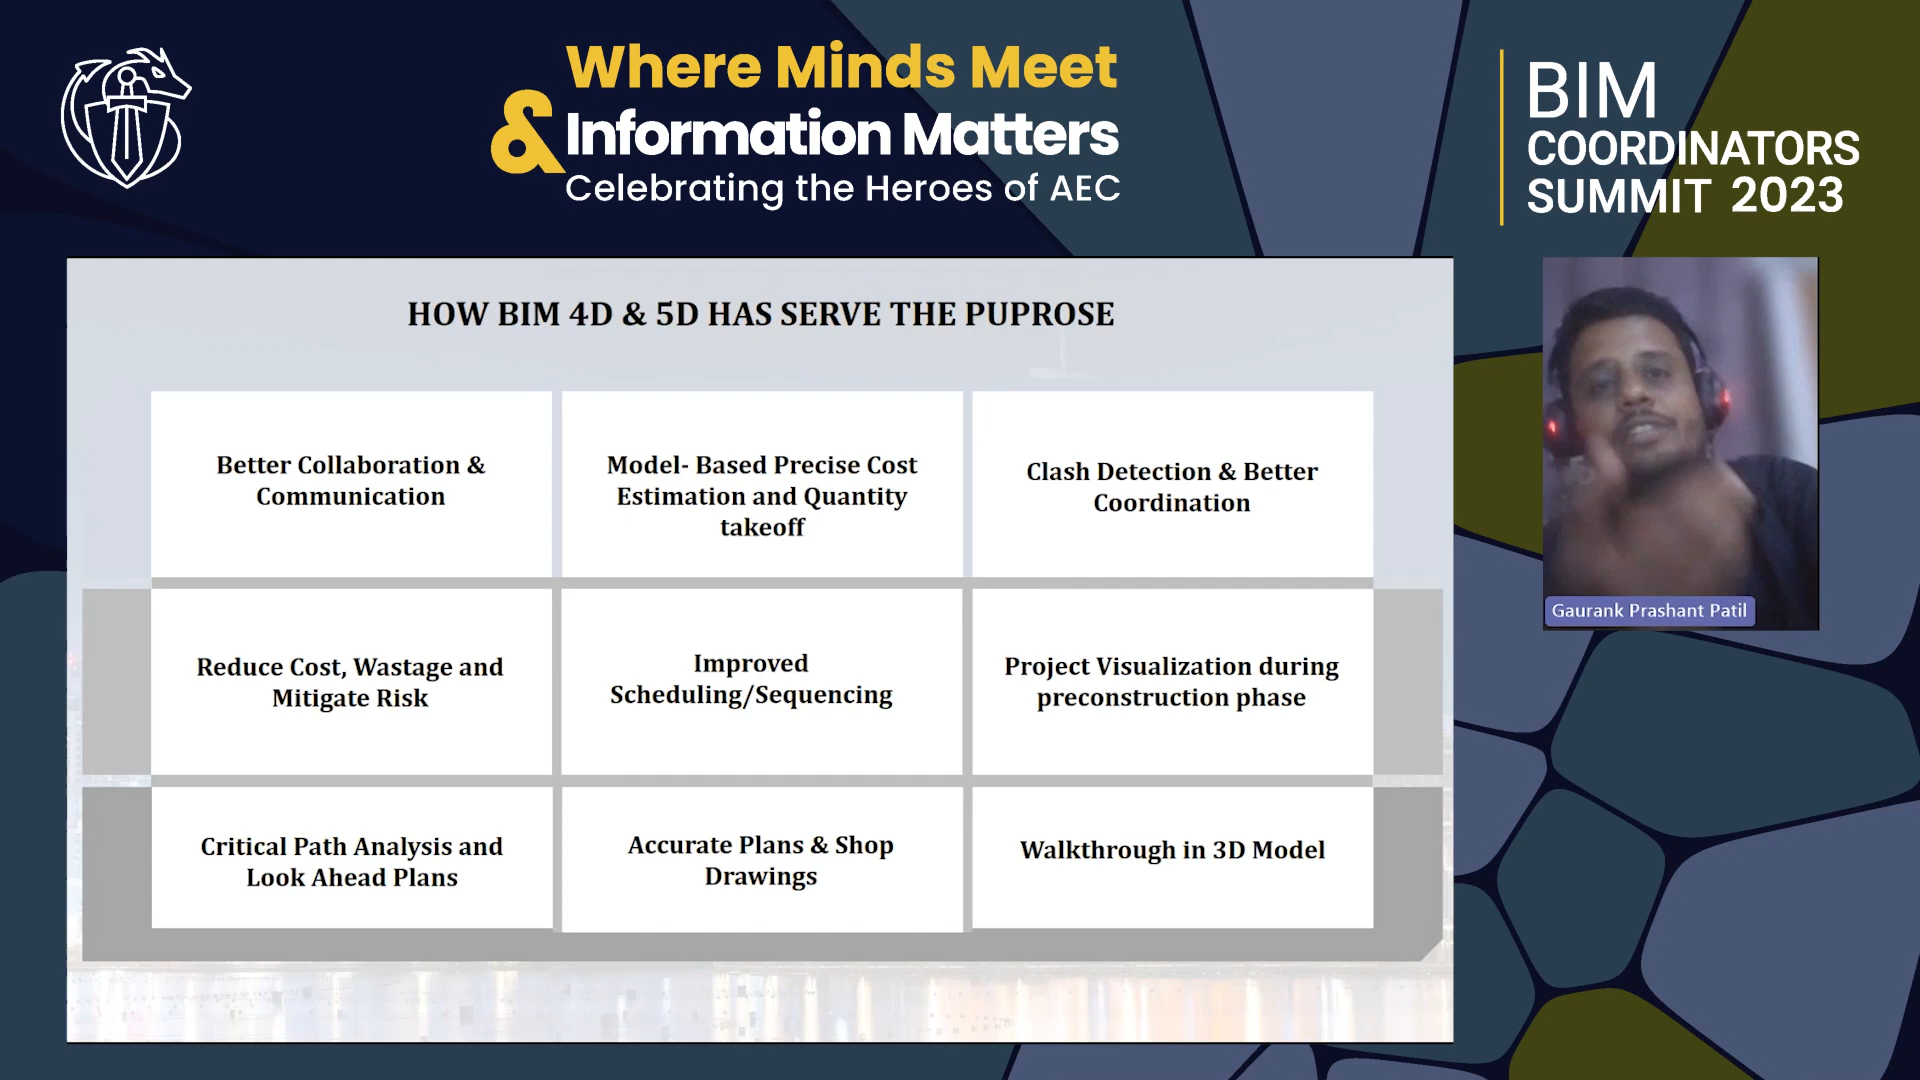 Where Minds Meet
& Information Matters
Celebrating the Heroes of AEC
BIM
COORDINATORS
SUMMIT 2023
HOW BIM 4D & 5D HAS SERVE THE PUPROSE
Better Collaboration &
Communication
Model- Based Precise Cost
Estimation and Quantity
takeoff
Clash Detection & Better
Coordination
Reduce Cost, Wastage and
Mitigate Risk
Improved
Scheduling/Sequencing
Project Visualization during
preconstruction phase
Critical Path Analysis and
Look Ahead Plans
Accurate Plans & Shop
Drawings
Walkthrough in 3D Model
Gaurank Prashant Patil